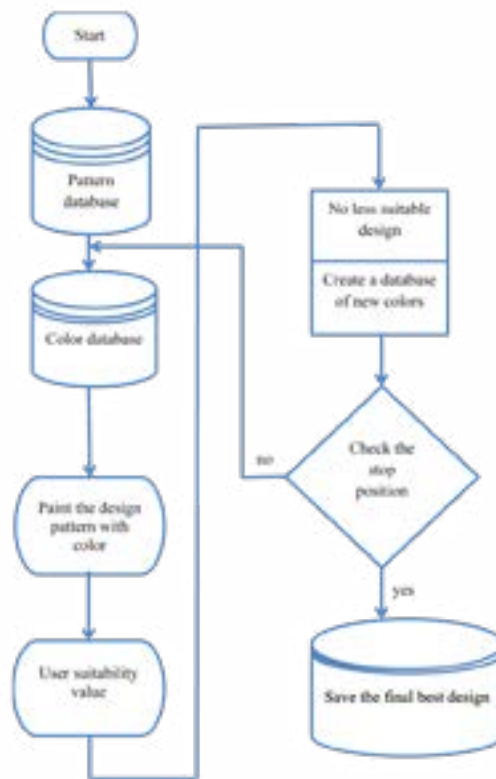 Start
Pattern
database
Color database
Paint the design
pattern with
color
User suitability
value
No less suitable
design
Create a database
of new colors
Check the
stop
position
no
yes
Save the final best design